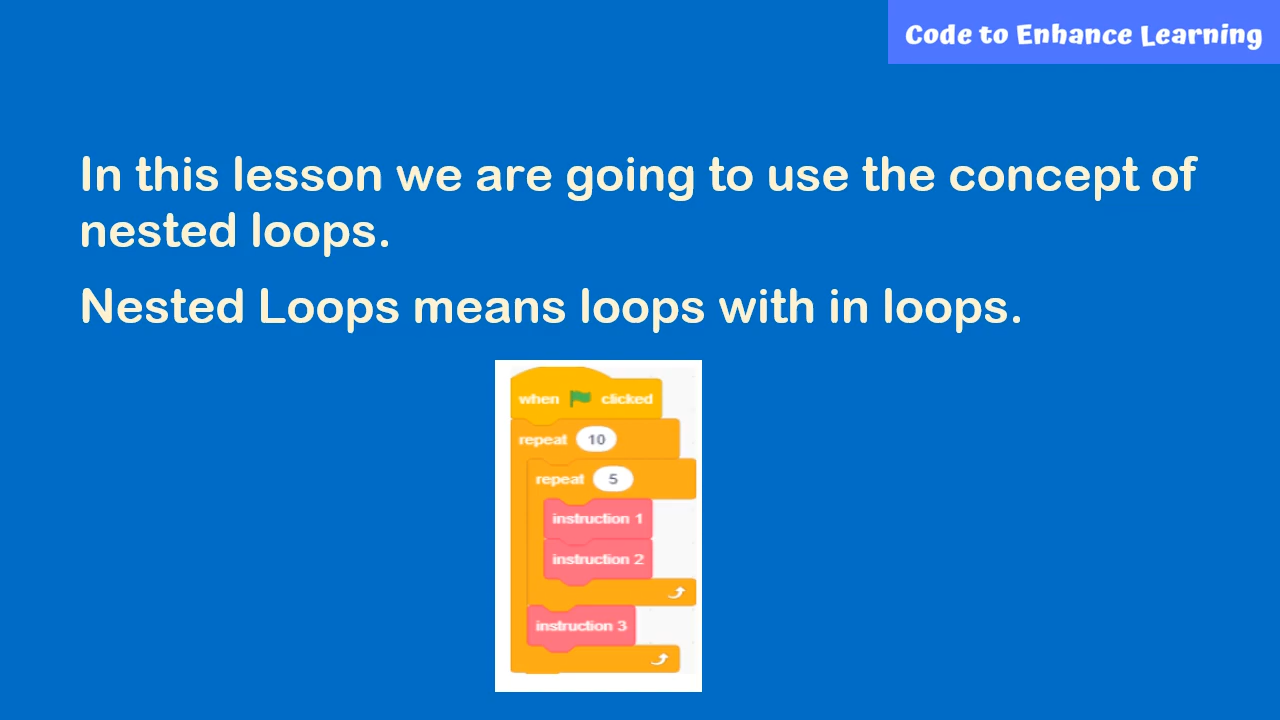 Code to Enhance Learning
In this lesson we are going to use the concept of
nested loops.
Nested Loops means loops with in loops.
when clicked
repeat 10
repeat 5
instruction 1
instruction 2
instruction 3